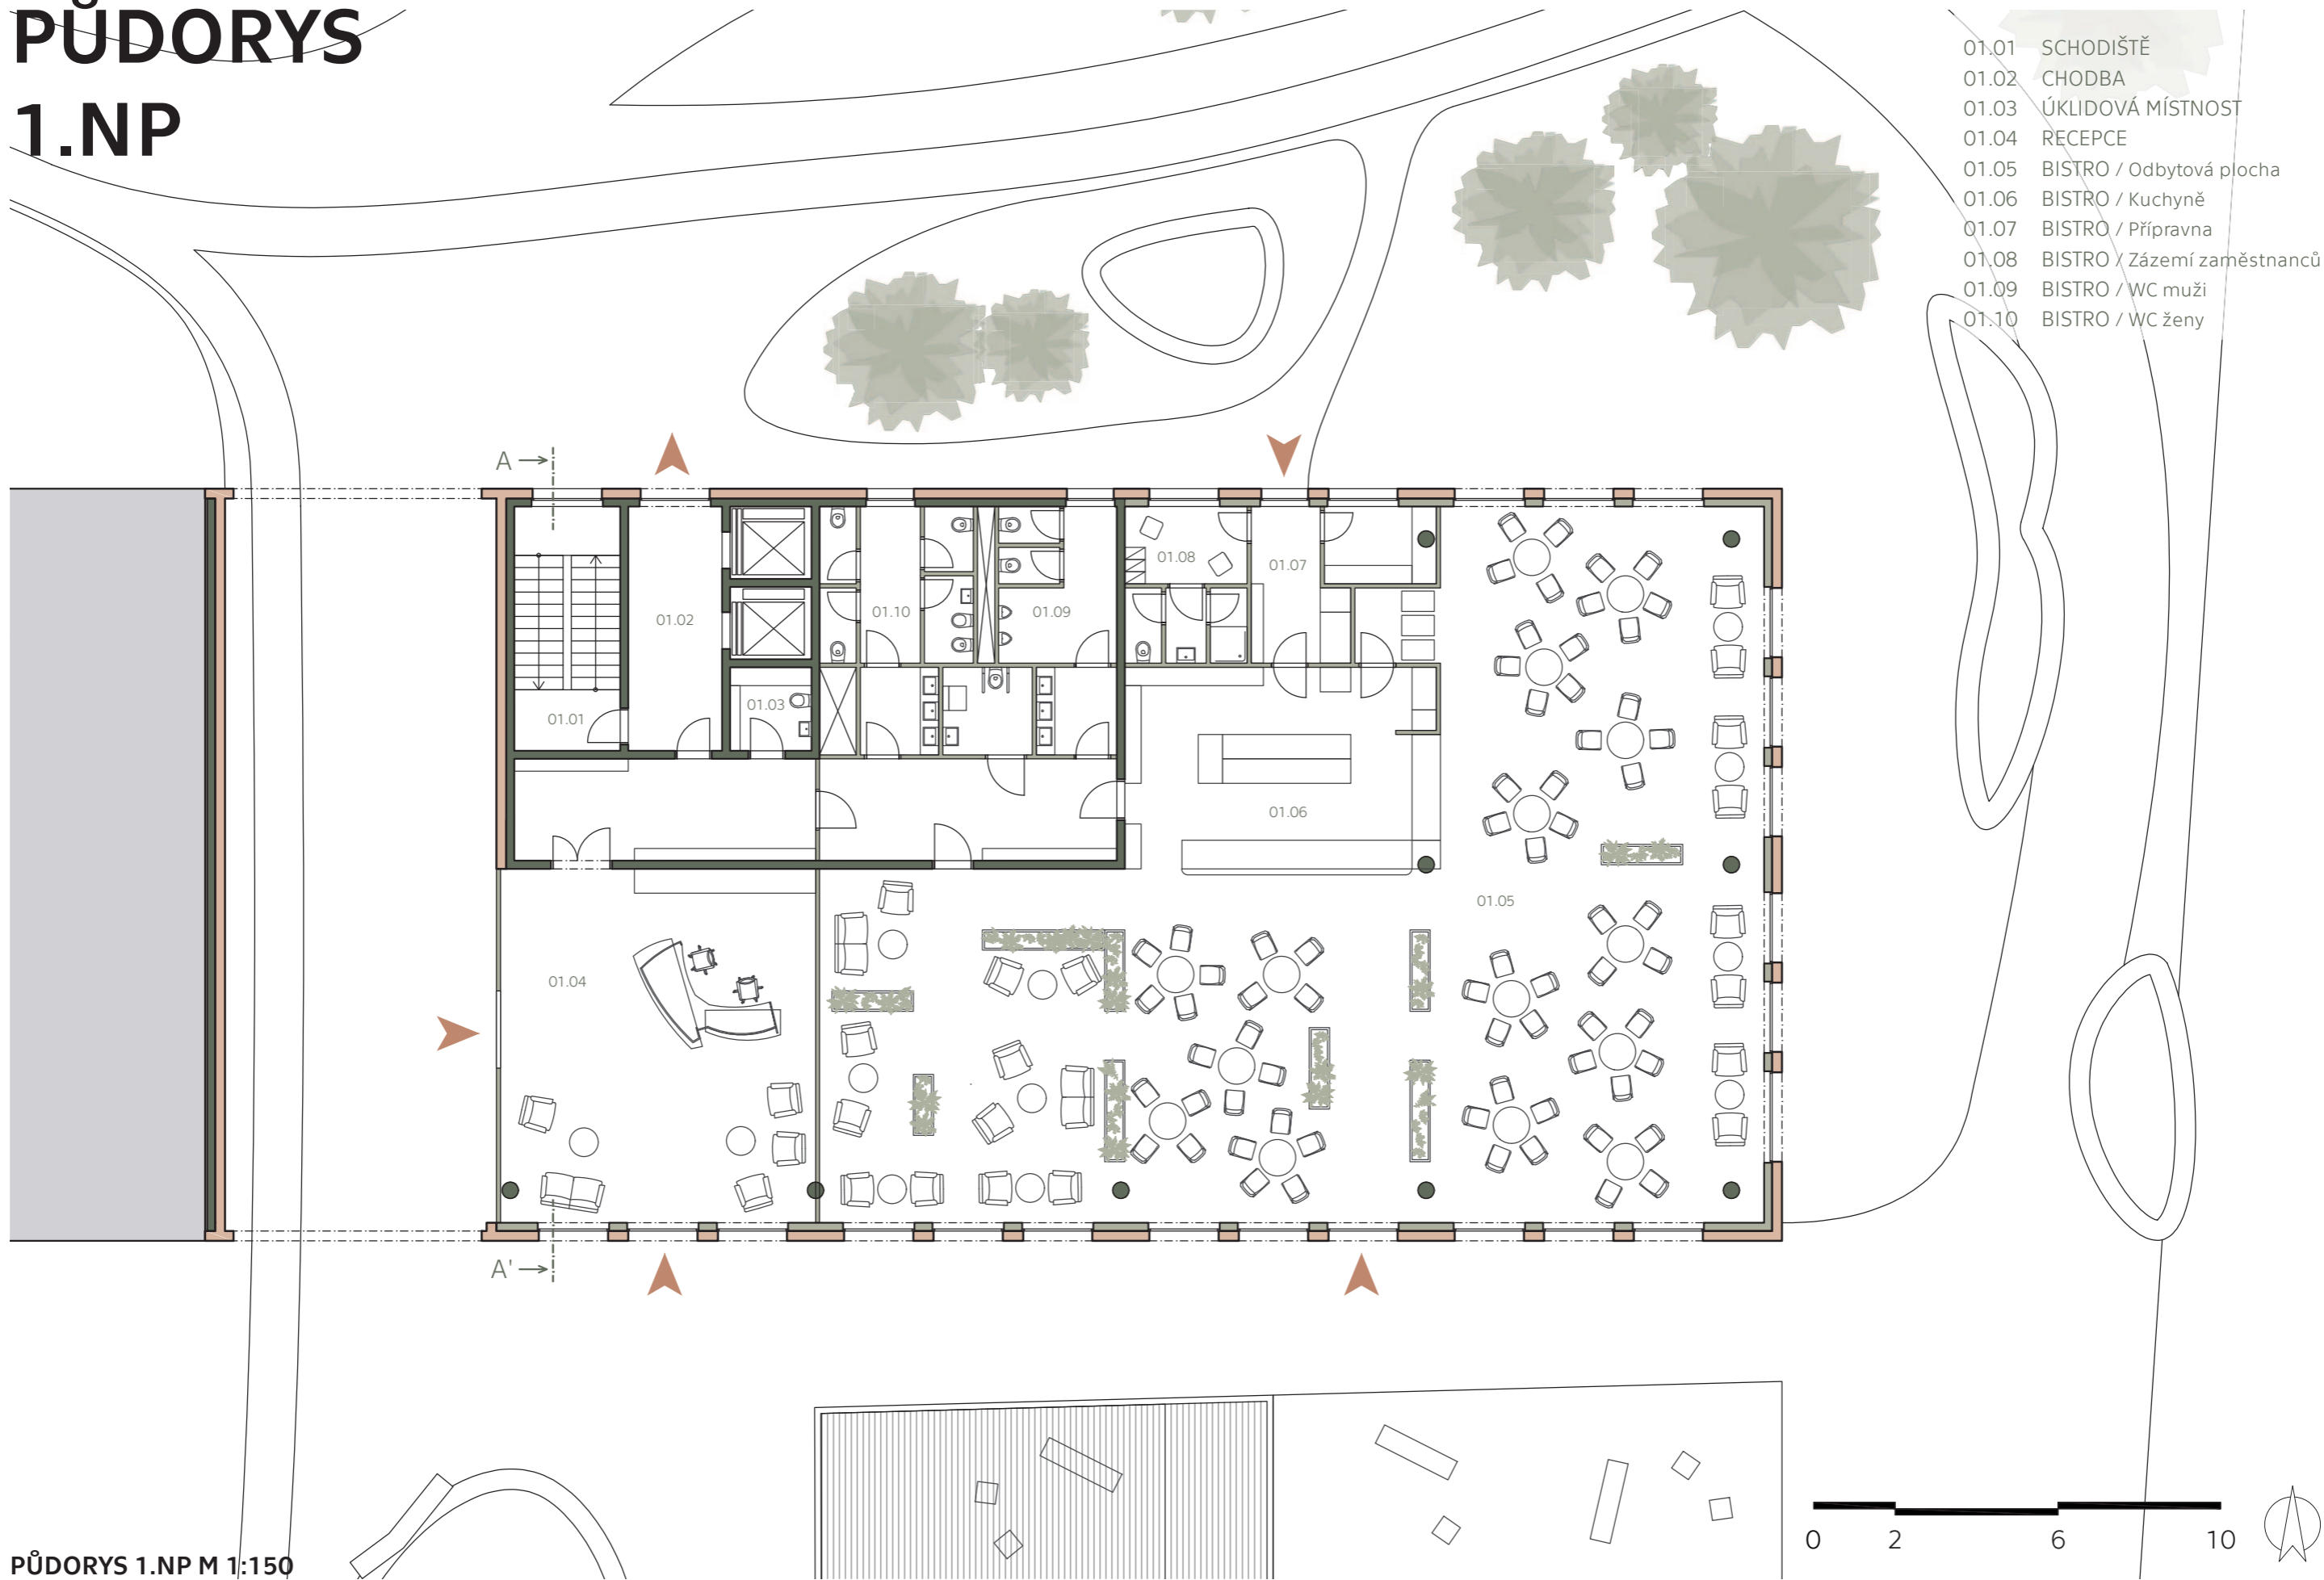 PŮDORYS
1.NP
01.01 SCHODIŠTĚ
01.02 CHODBA
01.03 ÚKLIDOVÁ MÍSTNOST
01.04 RECEPCE
01.05 BISTRO / Odbytová plocha
01.06 BISTRO / Kuchyně
01.07 BISTRO / Přípravna
01.08 BISTRO / Zázemí zaměstnanců
01.09 BISTRO / WC muži
01.10 BISTRO / WC ženy
A
01.08
01.07
01.02
01.10
01.09
01.03
01.01
01.06
01.05
01.04
A'
0 2 6 10
PŮDORYS 1.NP M 1:150